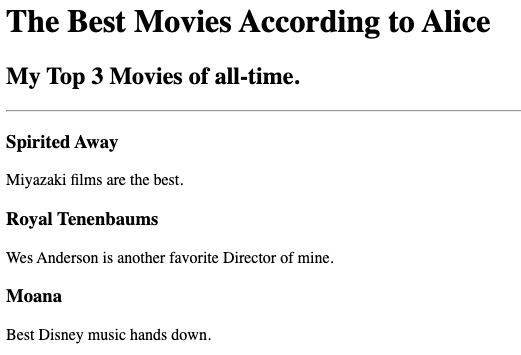 The Best Movies According to Alice
My Top 3 Movies of all-time.
Spirited Away
Miyazaki films are the best.
Royal Tenenbaums
Wes Anderson is another favorite Director of mine.
Moana
Best Disney music hands down.